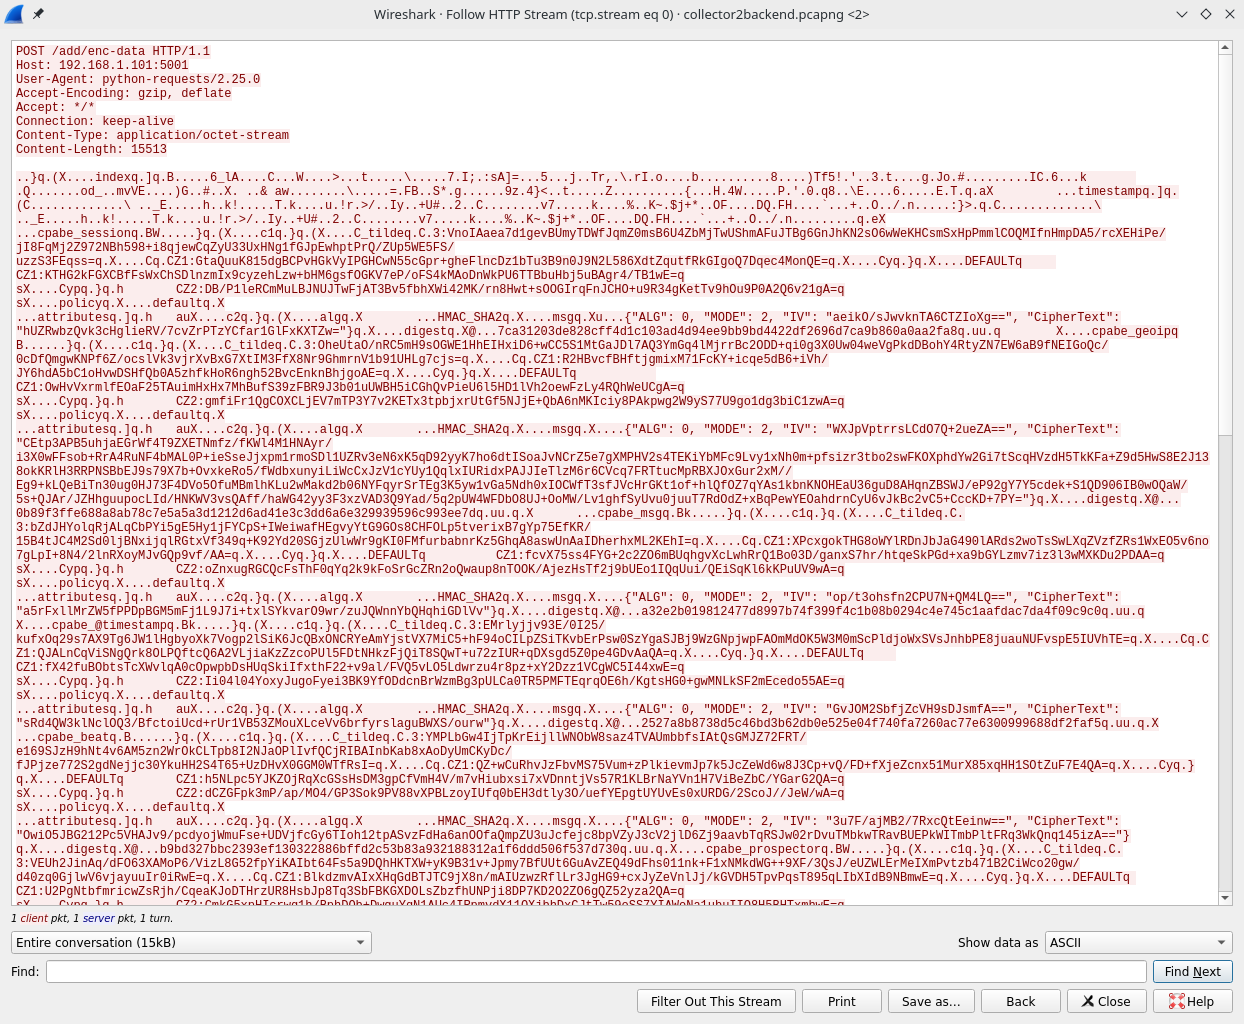 Wireshark · Follow HTTP Stream (tcp.stream eq 0) · collector2backend.pcapng <2>
POST /add/enc-data HTTP/1.1
Host: 192.168.1.101:5001
User-Agent: python-requests/2.25.0
Accept-Encoding: gzip, deflate
Accept: */*
Connection: keep-alive
Content-Type: application/octet-stream
Content-Length: 15513
..}q.(X....indexq.]q.B.....6_lA....C...W....>...t.....\.....7.I;.:sA]=...5...j..Tr,.\.rI.o....b..........8....)Tf5!.'..3.t....g.Jo.#.........IC.6...k
.Q.......od_..mvVE....)G..#..X. ..& aw........\.....=.FB..S*.g......9z.4}<..t.....Z..........{...H.4W.....P.'.0.q8..\E....6.....E.T.q.aX ...timestampq.]q.
(C.............\ .._E.....h..k!.....T.k....u.!r.>/..Iy..+U#..2..C........v7.....k....%..K~.$j+*..OF....DQ.FH....`...+..O../.n.....:}>.q.C.............\
.._E.....h..k!.....T.k....u.!r.>/..Iy..+U#..2..C........v7.....k....%..K~.$j+*..OF....DQ.FH....`...+..O../.n.........q.eX
...cpabe_sessionq.BW.....}q.(X....c1q.}q.(X....C_tildeq.C.3:VnoIAaea7d1gevBUmyTDWfJqmZ0msB6U4ZbMjTwUShmAFuJTBg6GnJhKN2sO6wWeKHCsmSxHpPmmlCOQMIfnHmpDA5/rcXEHiPe/
jI8FqMj2Z972NBh598+i8qjewCqZyU33UxHNg1fGJpEwhptPrQ/ZUp5WE5FS/
uzzS3FEqss=q.X....Cq.CZ1:GtaQuuK815dgBCPvHGkVyIPGHCwN55cGpr+gheFlncDz1bTu3B9n0J9N2L586XdtZqutfRkGIgoQ7Dqec4MonQE=q.X....Cyq.}q.X....DEFAULTq
CZ1:KTHG2kFGXCBfFsWxChSDlnzmIx9cyzehLzw+bHM6gsfOGKV7eP/oFS4kMAoDnWkPU6TTBbuHbj5uBAgr4/TB1wE=q
sX....Cypq.}q.h CZ2:DB/P1leRCmMuLBJNUJTwFjAT3Bv5fbhXWi42MK/rn8Hwt+sOOGIrqFnJCHO+u9R34gKetTv9hOu9P0A2Q6v21gA=q
sX....policyq.X....defaultq.X
...attributesq.]q.h auX....c2q.}q.(X....algq.X ...HMAC_SHA2q.X....msgq.Xu...{"ALG": 0, "MODE": 2, "IV": "aeikO/sJwvknTA6CTZIoXg==", "CipherText":
"hUZRwbzQvk3cHglieRV/7cvZrPTzYCfar1GlFxKXTZw="}q.X....digestq.X@...7ca31203de828cff4d1c103ad4d94ee9bb9bd4422df2696d7ca9b860a0aa2fa8q.uu.q X....cpabe_geoipq
B......}q.(X....c1q.}q.(X....C_tildeq.C.3:OheUtaO/nRC5mH9sOGWE1HhEIHxiD6+wCC5S1MtGaJDl7AQ3YmGq4lMjrrBc2ODD+qi0g3X0Uw04weVgPkdDBohY4RtyZN7EW6aB9fNEIGoQc/
0cDfQmgwKNPf6Z/ocslVk3vjrXvBxG7XtIM3FfX8Nr9GhmrnV1b91UHLg7cjs=q.X....Cq.CZ1:R2HBvcfBHftjgmixM71FcKY+icqe5dB6+iVh/
JY6hdA5bC1oHvwDSHfQb0A5zhfkHoR6ngh52BvcEnknBhjgoAE=q.X....Cyq.}q.X....DEFAULTq
CZ1:OwHvVxrmlfEOaF25TAuimHxHx7MhBufS39zFBR9J3b01uUWBH5iCGhQvPieU6l5HD1lVh2oewFzLy4RQhWeUCgA=q
sX....Cypq.}q.h CZ2:gmfiFr1QgCOXCLjEV7mTP3Y7v2KETx3tpbjxrUtGf5NJjE+QbA6nMKIciy8PAkpwg2W9yS77U9go1dg3biC1zwA=q
sX....policyq.X....defaultq.X
...attributesq.]q.h auX....c2q.}q.(X....algq.X ...HMAC_SHA2q.X....msgq.X....{"ALG": 0, "MODE": 2, "IV": "WXJpVptrrsLCdO7Q+2ueZA==", "CipherText":
"CEtp3APB5uhjaEGrWf4T9ZXETNmfz/fKWl4M1HNAyr/
i3X0wFFsob+RrA4RuNF4bMAL0P+ieSseJjxpm1rmoSDl1UZRv3eN6xK5qD92yyK7ho6dtISoaJvNCrZ5e7gXMPHV2s4TEKiYbMFc9Lvy1xNh0m+pfsizr3tbo2swFKOXphdYw2Gi7tScqHVzdH5TkKFa+Z9d5HwS8E2J13
8okKRlH3RRPNSBbEJ9s79X7b+OvxkeRo5/fWdbxunyiLiWcCxJzV1cYUy1QqlxIURidxPAJJIeTlzM6r6CVcq7FRTtucMpRBXJOxGur2xM//
Eg9+kLQeBiTn30ug0HJ73F4DVo5OfuMBmlhKLu2wMakd2b06NYFqyrSrTEg3K5yw1vGa5Ndh0xIOCWfT3sfJVcHrGKt1of+hlQfOZ7qYAs1kbnKNOHEaU36guD8AHqnZBSWJ/eP92gY7Y5cdek+S1QD906IB0wOQaW/
5s+QJAr/JZHhguupocLId/HNKWV3vsQAff/haWG42yy3F3xzVAD3Q9Yad/5q2pUW4WFDbO8UJ+OoMW/Lv1ghfSyUvu0juuT7RdOdZ+xBqPewYEOahdrnCyU6vJkBc2vC5+CccKD+7PY="}q.X....digestq.X@...
0b89f3ffe688a8ab78c7e5a5a3d1212d6ad41e3c3dd6a6e329939596c993ee7dq.uu.q.X ...cpabe_msgq.Bk.....}q.(X....c1q.}q.(X....C_tildeq.C.
3:bZdJHYolqRjALqCbPYi5gE5Hy1jFYCpS+IWeiwafHEgvyYtG9GOs8CHFOLp5tverixB7gYp75EfKR/
15B4tJC4M2Sd0ljBNxijqlRGtxVf349q+K92Yd20SGjzUlwWr9gKI0FMfurbabnrKz5GhqA8aswUnAaIDherhxML2KEhI=q.X....Cq.CZ1:XPcxgokTHG8oWYlRDnJbJaG490lARds2woTsSwLXqZVzfZRs1WxEO5v6no
7gLpI+8N4/2lnRXoyMJvGQp9vf/AA=q.X....Cyq.}q.X....DEFAULTq CZ1:fcvX75ss4FYG+2c2ZO6mBUqhgvXcLwhRrQ1Bo03D/ganxS7hr/htqeSkPGd+xa9bGYLzmv7iz3l3wMXKDu2PDAA=q
sX....Cypq.}q.h CZ2:oZnxugRGCQcFsThF0qYq2k9kFoSrGcZRn2oQwaup8nTOOK/AjezHsTf2j9bUEo1IQqUui/QEiSqKl6kKPuUV9wA=q
sX....policyq.X....defaultq.X
...attributesq.]q.h auX....c2q.}q.(X....algq.X ...HMAC_SHA2q.X....msgq.X....{"ALG": 0, "MODE": 2, "IV": "op/t3ohsfn2CPU7N+QM4LQ==", "CipherText":
"a5rFxllMrZW5fPPDpBGM5mFj1L9J7i+txlSYkvarO9wr/zuJQWnnYbQHqhiGDlVv"}q.X....digestq.X@...a32e2b019812477d8997b74f399f4c1b08b0294c4e745c1aafdac7da4f09c9c0q.uu.q
X....cpabe_@timestampq.Bk.....}q.(X....c1q.}q.(X....C_tildeq.C.3:EMrlyjjv93E/0I25/
kufxOq29s7AX9Tg6JW1lHgbyoXk7Vogp2lSiK6JcQBxONCRYeAmYjstVX7MiC5+hF94oCILpZSiTKvbErPsw0SzYgaSJBj9WzGNpjwpFAOmMdOK5W3M0mScPldjoWxSVsJnhbPE8juauNUFvspE5IUVhTE=q.X....Cq.C
Z1:QJALnCqViSNgQrk8OLPQftcQ6A2VLjiaKzZzcoPUl5FDtNHkzFjQiT8SQwT+u72zIUR+qDXsgd5Z0pe4GDvAaQA=q.X....Cyq.}q.X....DEFAULTq
CZ1:fX42fuBObtsTcXWvlqA0cOpwpbDsHUqSkiIfxthF22+v9al/FVQ5vLO5Ldwrzu4r8pz+xY2Dzz1VCgWC5I44xwE=q
sX....Cypq.}q.h CZ2:Ii04l04YoxyJugoFyei3BK9YfODdcnBrWzmBg3pULCa0TR5PMFTEqrqOE6h/KgtsHG0+gwMNLkSF2mEcedo55AE=q
sX....policyq.X....defaultq.X
...attributesq.]q.h auX....c2q.}q.(X....algq.X ...HMAC_SHA2q.X....msgq.X....{"ALG": 0, "MODE": 2, "IV": "GvJOM2SbfjZcVH9sDJsmfA==", "CipherText":
"sRd4QW3klNclOQ3/BfctoiUcd+rUr1VB53ZMouXLceVv6brfyrslaguBWXS/ourw"}q.X....digestq.X@...2527a8b8738d5c46bd3b62db0e525e04f740fa7260ac77e6300999688df2faf5q.uu.q.X
...cpabe_beatq.B......}q.(X....c1q.}q.(X....C_tildeq.C.3:YMPLbGw4IjTpKrEijllWNObW8saz4TVAUmbbfsIAtQsGMJZ72FRT/
e169SJzH9hNt4v6AM5zn2WrOkCLTpb8I2NJaOPlIvfQCjRIBAInbKab8xAoDyUmCKyDc/
fJPjze772S2gdNejjc30YkuHH2S4T65+UzDHvX0GGM0WTfRsI=q.X....Cq.CZ1:QZ+wCuRhvJzFbvMS75Vum+zPlkievmJp7k5JcZeWd6w8J3Cp+vQ/FD+fXjeZcnx51MurX85xqHH1SOtZuF7E4QA=q.X....Cyq.}
q.X....DEFAULTq CZ1:h5NLpc5YJKZOjRqXcGSsHsDM3gpCfVmH4V/m7vHiubxsi7xVDnntjVs57R1KLBrNaYVn1H7ViBeZbC/YGarG2QA=q
sX....Cypq.}q.h CZ2:dCZGFpk3mP/ap/MO4/GP3Sok9PV88vXPBLzoyIUfq0bEH3dtly3O/uefYEpgtUYUvEs0xURDG/2ScoJ//JeW/wA=q
sX....policyq.X....defaultq.X
...attributesq.]q.h auX....c2q.}q.(X....algq.X ...HMAC_SHA2q.X....msgq.X....{"ALG": 0, "MODE": 2, "IV": "3u7F/ajMB2/7RxcQtEeinw==", "CipherText":
"OwiO5JBG212Pc5VHAJv9/pcdyojWmuFse+UDVjfcGy6TIoh12tpASvzFdHa6anOOfaQmpZU3uJcfejc8bpVZyJ3cV2jlD6Zj9aavbTqRSJw02rDvuTMbkwTRavBUEPkWITmbPltFRq3WkQnq145izA=="}
q.X....digestq.X@...b9bd327bbc2393ef130322886bffd2c53b83a932188312a1f6ddd506f537d730q.uu.q.X....cpabe_prospectorq.BW.....}q.(X....c1q.}q.(X....C_tildeq.C.
3:VEUh2JinAq/dFO63XAMoP6/VizL8G52fpYiKAIbt64Fs5a9DQhHKTXW+yK9B31v+Jpmy7BfUUt6GuAvZEQ49dFhs011nk+F1xNMkdWG++9XF/3QsJ/eUZWLErMeIXmPvtzb471B2CiWco20gw/
d40zq0GjlwV6vjayuuIr0iRwE=q.X....Cq.CZ1:BlkdzmvAIxXHqGdBTJTC9jX8n/mAIUzwzRflLr3JgHG9+cxJyZeVnlJj/kGVDH5TpvPqsT895qLIbXIdB9NBmwE=q.X....Cyq.}q.X....DEFAULTq
CZ1:U2PgNtbfmricwZsRjh/CqeaKJoDTHrzUR8HsbJp8Tq3SbFBKGXDOLsZbzfhUNPji8DP7KD2O2ZO6gQZ52yza2QA=q
1 client pkt, 1 server pkt, 1 turn.
Entire conversation (15kB)
Show data as
ASCII
Find:
Find Next
Filter Out This Stream
Print
Save as...
Back
Close
Help